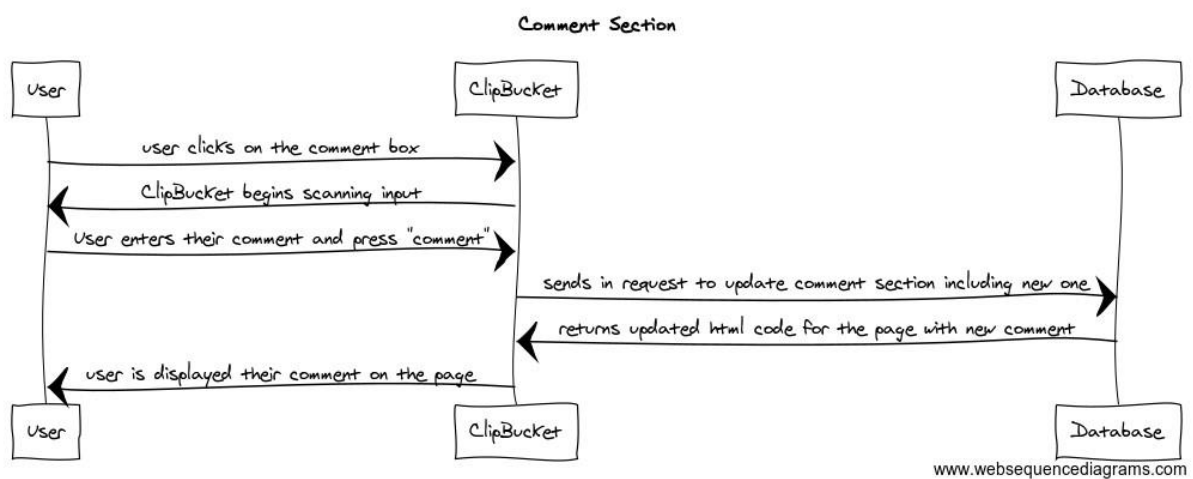 Comment Section
User
ClipBucket
Database
user clicks on the comment box
ClipBucket begins scanning input
User enters their comment and press "comment"
sends in request to update comment section including new one
returns updated html code for the page with new comment
user is displayed their comment on the page
User
ClipBucket
Database
www.websequencediagrams.com